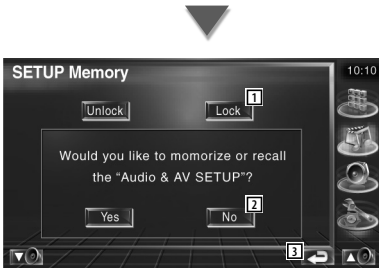 SETUP Memory
10:10
1
Unlock
Lock
Would you like to momorize or recall
the “Audio & AV SETUP”?
2
Yes
No
3